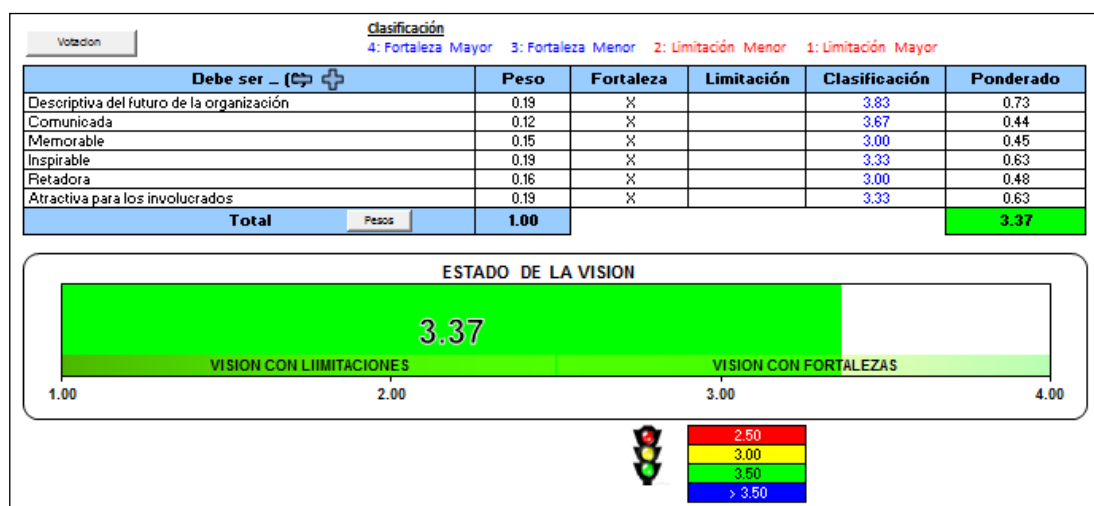 Votacion
Clasificación
4: Fortaleza Mayor 3: Fortaleza Menor 2: Limitación Menor 1: Limitación Mayor
Debe ser _ ( Peso Fortaleza Limitación Clasificación Ponderado
Descriptiva del futuro de la organización 0.19 X 3.83 0.73
Comunicada 0.12 X 3.67 0.44
Memorable 0.15 X 3.00 0.45
Inspirable 0.19 X 3.33 0.63
Retadora 0.16 X 3.00 0.48
Atractiva para los involucrados 0.19 X 3.33 0.63
Total Pesos 1.00 3.37
ESTADO DE LA VISION
3.37
VISION CON LIIMITACIONES VISION CON FORTALEZAS
1.00 2.00 3.00 4.00
2.50
3.00
3.50
> 3.50